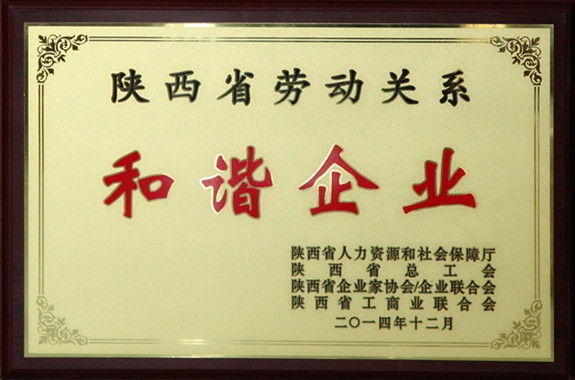 陕西省劳动关系
和谐企业
陕西省人力资源和社会保障厅
陕西省总工会
陕西省企业家协会/企业联合会
陕西省工商业联合会
二〇一四年十二月